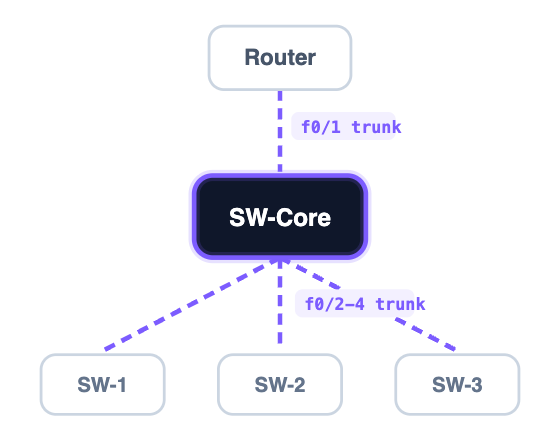 Router
f0/1 trunk
SW-Core
f0/2-4 trunk
SW-1
SW-2
SW-3